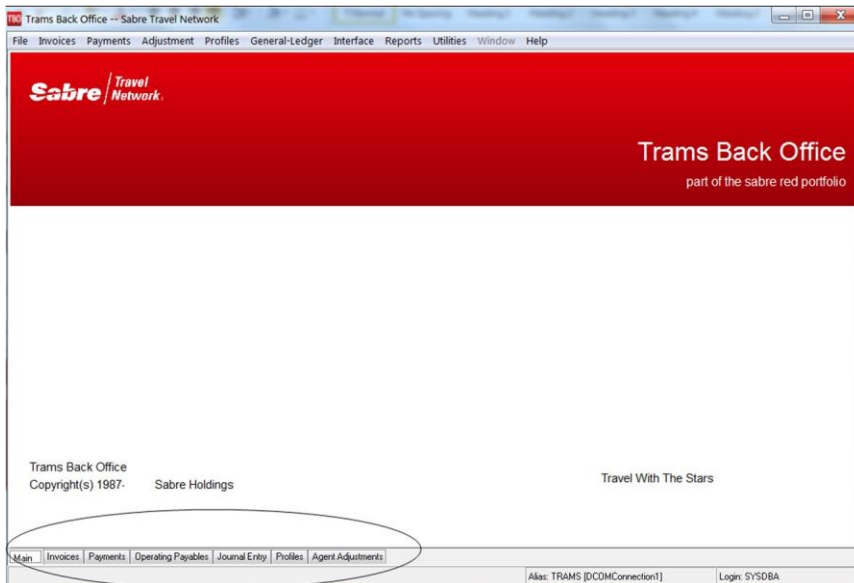 TBO Trams Back Office -- Sabre Travel Network
File Invoices Payments Adjustment Profiles General-Ledger Interface Reports Utilities Window Help
Sabre Travel Network.
Trams Back Office
part of the sabre red portfolio
Trams Back Office
Copyright(s) 1987- Sabre Holdings
Travel With The Stars
Main Invoices Payments Operating Payables Journal Entry Profiles Agent Adjustments
Alias: TRAMS [DCOMConnection1] Login: SYSDBA